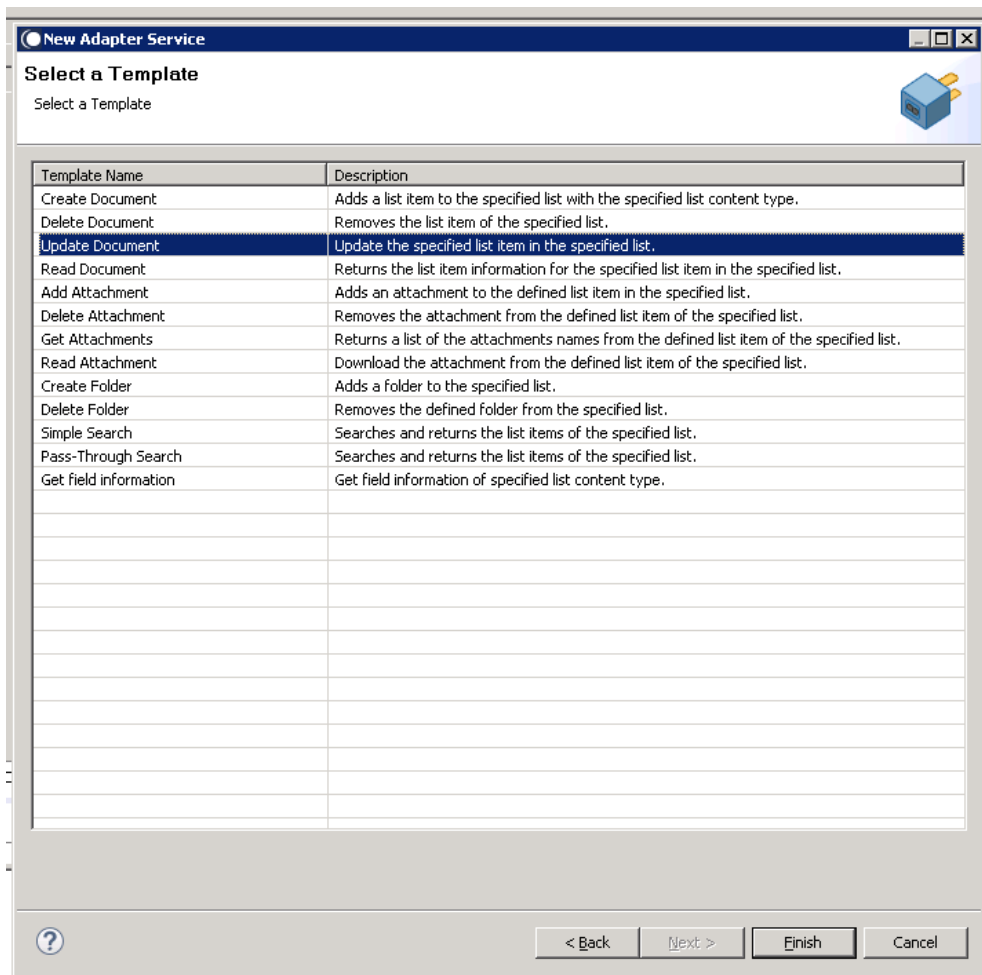 New Adapter Service
Select a Template
Select a Template
Template Name Description
Create Document Adds a list item to the specified list with the specified list content type.
Delete Document Removes the list item of the specified list.
Update Document Update the specified list item in the specified list.
Read Document Returns the list item information for the specified list item in the specified list.
Add Attachment Adds an attachment to the defined list item in the specified list.
Delete Attachment Removes the attachment from the defined list item of the specified list.
Get Attachments Returns a list of the attachments names from the defined list item of the specified list.
Read Attachment Download the attachment from the defined list item of the specified list.
Create Folder Adds a folder to the specified list.
Delete Folder Removes the defined folder from the specified list.
Simple Search Searches and returns the list items of the specified list.
Pass-Through Search Searches and returns the list items of the specified list.
Get field information Get field information of specified list content type.
? < Back Next > Finish Cancel